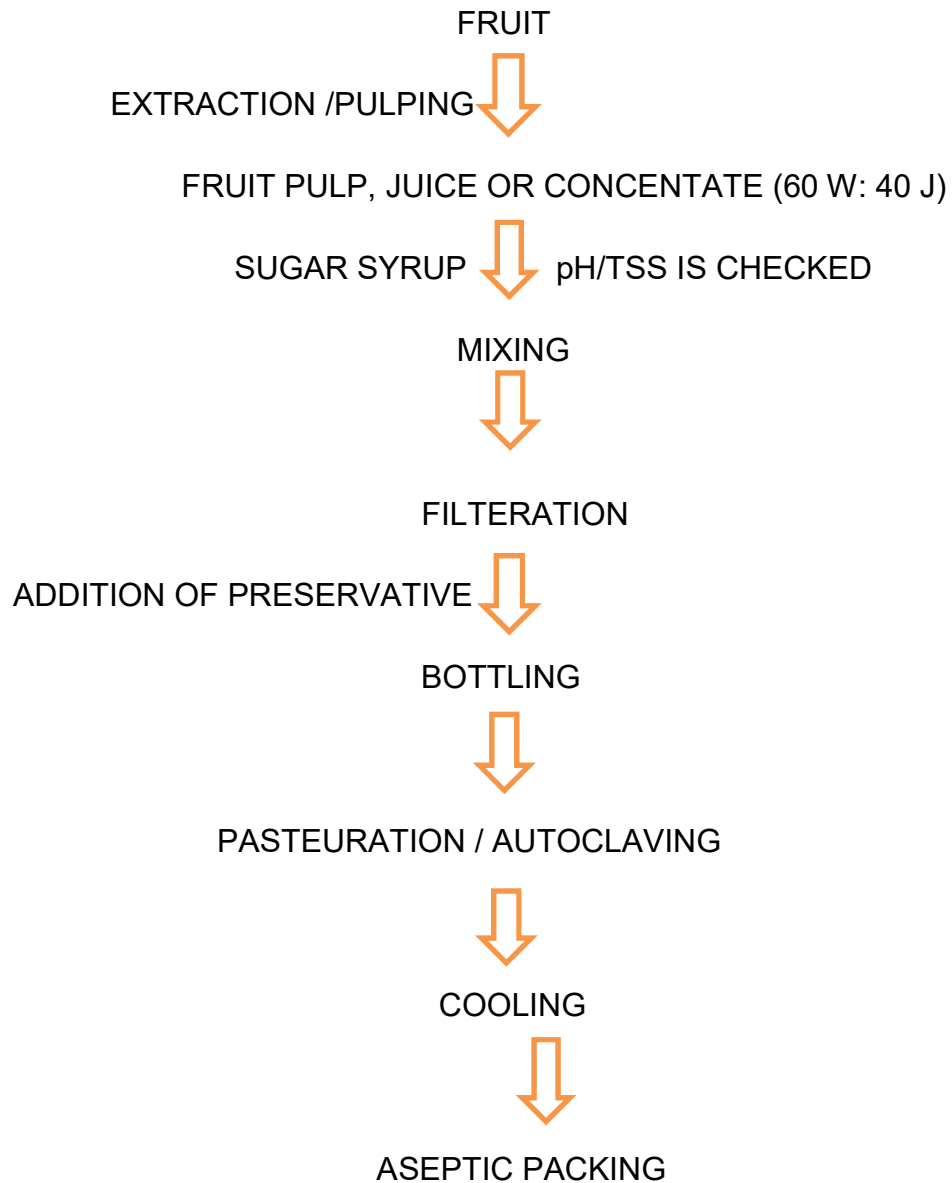 FRUIT
EXTRACTION /PULPING
FRUIT PULP, JUICE OR CONCENTATE (60 W: 40 J)
SUGAR SYRUP pH/TSS IS CHECKED
MIXING
FILTERATION
ADDITION OF PRESERVATIVE
BOTTLING
PASTEURATION / AUTOCLAVING
COOLING
ASEPTIC PACKING